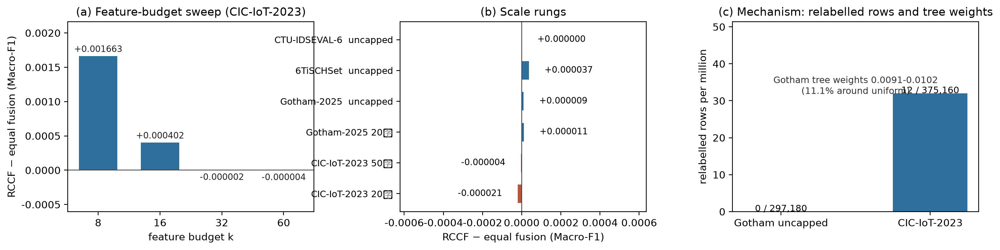 (a) Feature-budget sweep (CIC-IoT-2023)
RCCF − equal fusion (Macro-F1)
0.0020
0.0015
0.0010
0.0005
0.0000
-0.0005
+0.001663
+0.000402
-0.000002
-0.000004
8
16
32
60
feature budget k
(b) Scale rungs
CTU-IDSEVAL-6 uncapped
6TiSCHSet uncapped
Gotham-2025 uncapped
Gotham-2025 20
CIC-IoT-2023 50
CIC-IoT-2023 20
+0.000000
+0.000037
+0.000009
+0.000011
-0.000004
-0.000021
-0.0006
-0.0004
-0.0002
0.0000
0.0002
0.0004
0.0006
RCCF − equal fusion (Macro-F1)
(c) Mechanism: relabelled rows and tree weights
relabelled rows per million
50
40
30
20
10
0
Gotham tree weights 0.0091-0.0102
(11.1% around uniform)
12 / 375,160
0 / 297,180
Gotham uncapped
CIC-IoT-2023